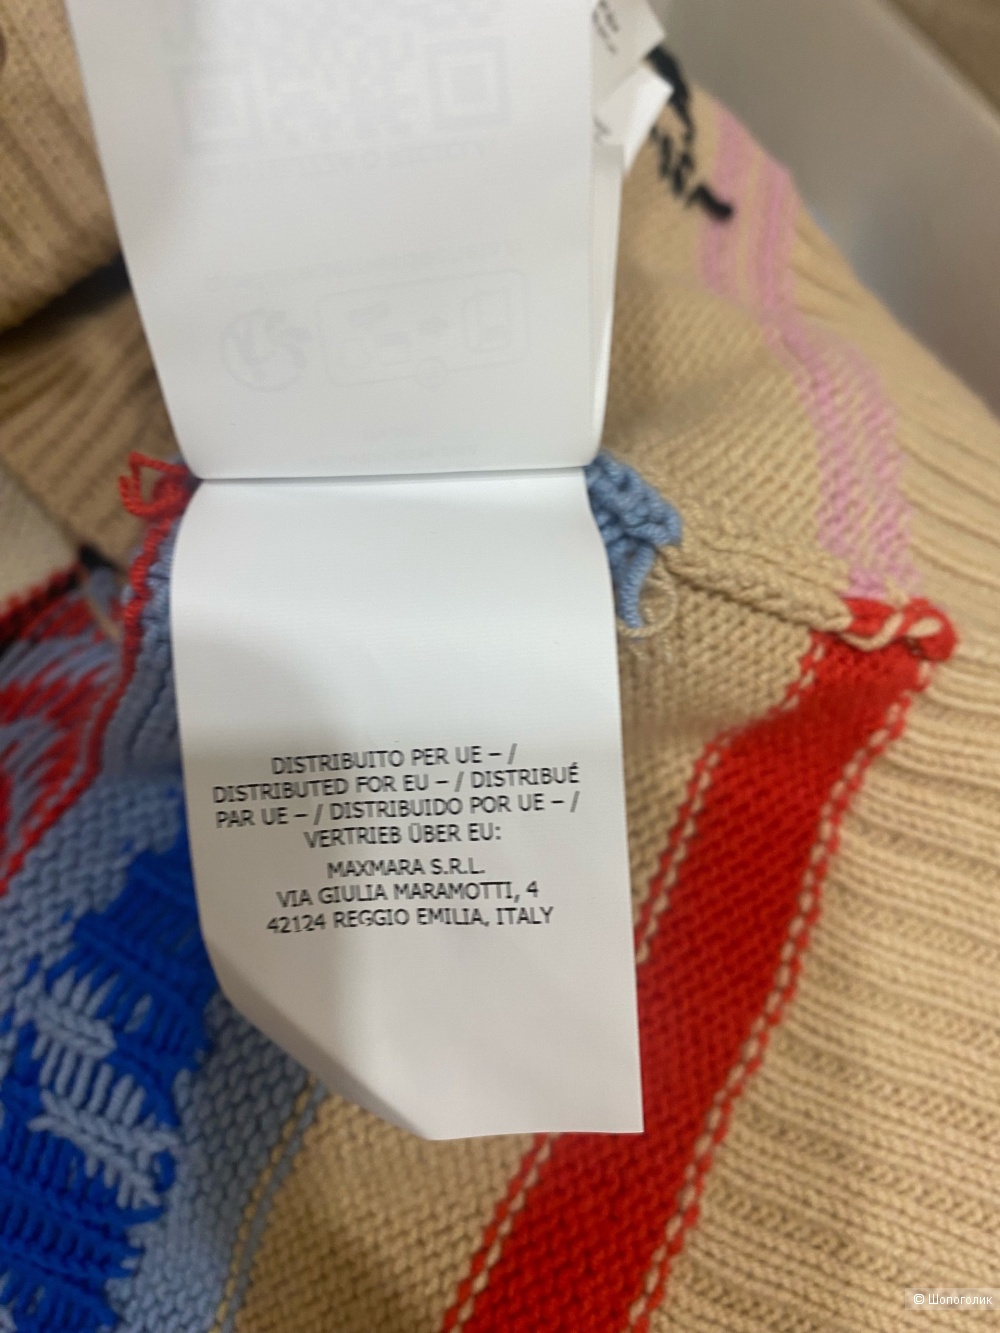 DISTRIBUITO PER UE – /
DISTRIBUTED FOR EU – / DISTRIBUÉ
PAR UE – / DISTRIBUIDO POR UE – /
VERTRIEB ÜBER EU:
MAXMARA S.R.L.
VIA GIULIA MARAMOTTI, 4
42124 REGGIO EMILIA, ITALY
© Шопоголик